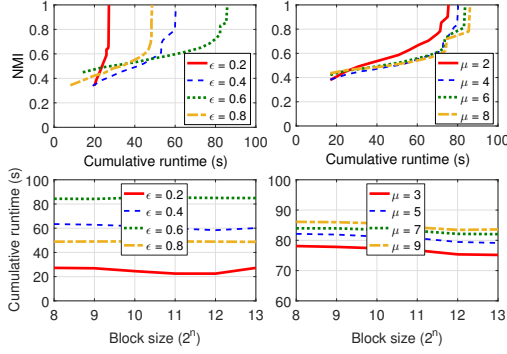 NMI
1
0.8
0.6
0.4
0.2
0
0 20 40 60 80 100
Cumulative runtime (s)
ϵ = 0.2
ϵ = 0.4
ϵ = 0.6
ϵ = 0.8
1
0.8
0.6
0.4
0.2
0
0 20 40 60 80 100
Cumulative runtime (s)
μ = 2
μ = 4
μ = 6
μ = 8
Cumulative runtime (s)
100
80
60
40
20
0
8 9 10 11 12 13
Block size (2ⁿ)
ϵ = 0.2
ϵ = 0.4
ϵ = 0.6
ϵ = 0.8
100
90
80
70
60
8 9 10 11 12 13
Block size (2ⁿ)
μ = 3
μ = 5
μ = 7
μ = 9